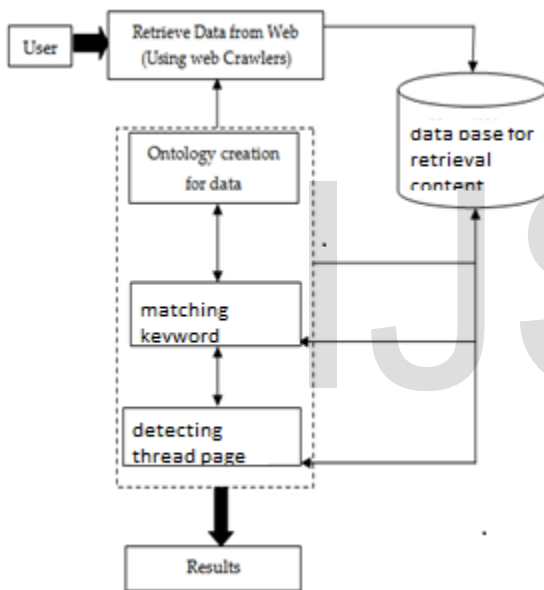 User
Retrieve Data from Web
(Using web Crawlers)
data base for
retrieval
content
Ontology creation
for data
matching
keyword
detecting
thread page
Results
IJS